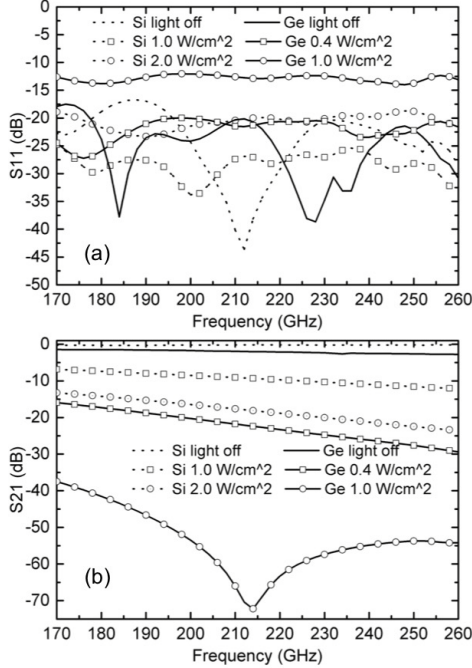 Si light off Ge light off
Si 1.0 W/cm^2 Ge 0.4 W/cm^2
Si 2.0 W/cm^2 Ge 1.0 W/cm^2
0
-5
-10
-15
-20
-25
-30
-35
-40
-45
-50
S11 (dB)
(a)
170 180 190 200 210 220 230 240 250 260
Frequency (GHz)
0
-10
-20
-30
-40
-50
-60
-70
S21 (dB)
Si light off Ge light off
Si 1.0 W/cm^2 Ge 0.4 W/cm^2
Si 2.0 W/cm^2 Ge 1.0 W/cm^2
(b)
170 180 190 200 210 220 230 240 250 260
Frequency (GHz)